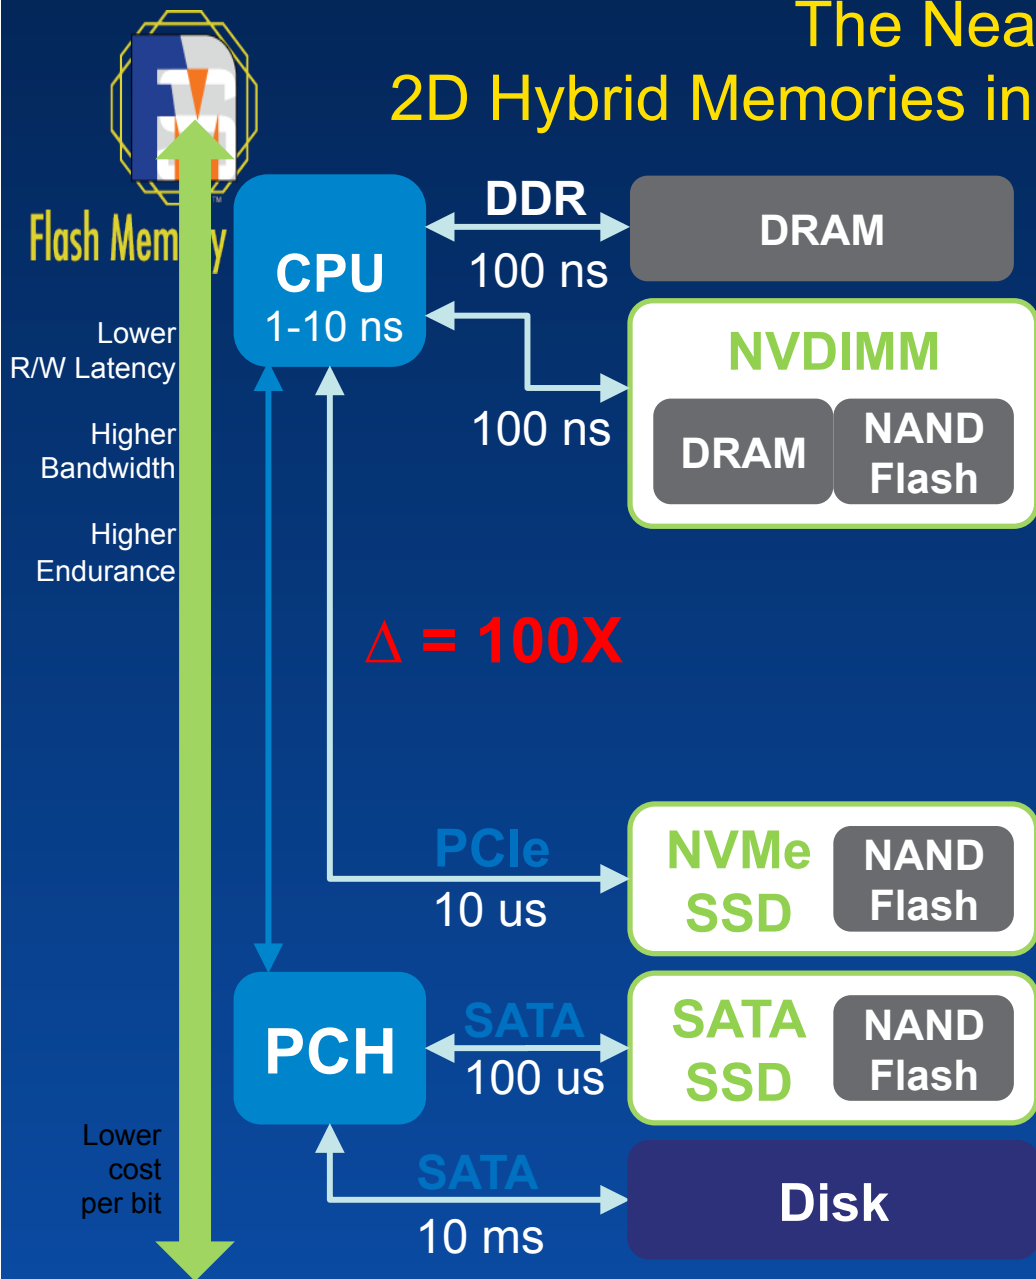 The Nea
2D Hybrid Memories in
Flash Mem y
TM
Lower
R/W Latency
Higher
Bandwidth
Higher
Endurance
CPU
1-10 ns
DDR
100 ns
DRAM
100 ns
NVDIMM
DRAM
NAND
Flash
Δ = 100X
PCIe
10 us
NVMe
SSD
NAND
Flash
PCH
SATA
100 us
SATA
SSD
NAND
Flash
Lower
cost
per bit
SATA
10 ms
Disk